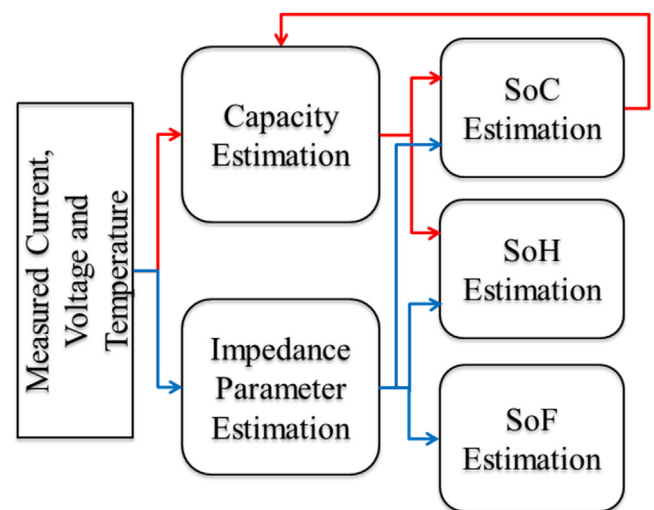 Measured Current,
Voltage and
Temperature
Capacity
Estimation
Impedance
Parameter
Estimation
SoC
Estimation
SoH
Estimation
SoF
Estimation